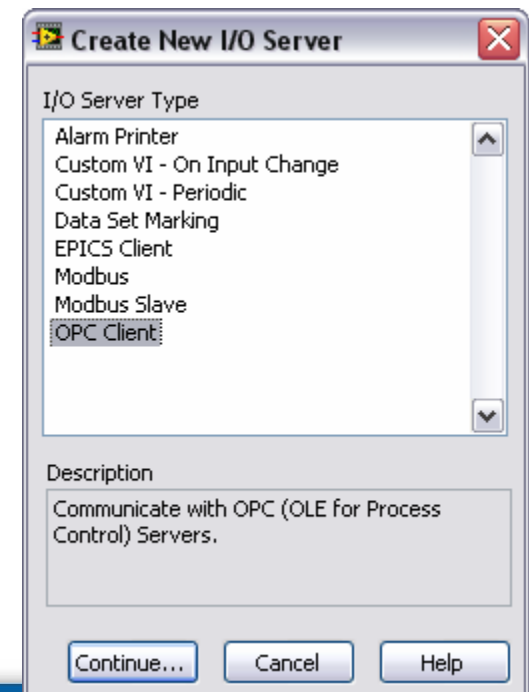 Create New I/O Server
I/O Server Type
Alarm Printer
Custom VI - On Input Change
Custom VI - Periodic
Data Set Marking
EPICS Client
Modbus
Modbus Slave
OPC Client
Description
Communicate with OPC (OLE for Process
Control) Servers.
Continue... Cancel Help